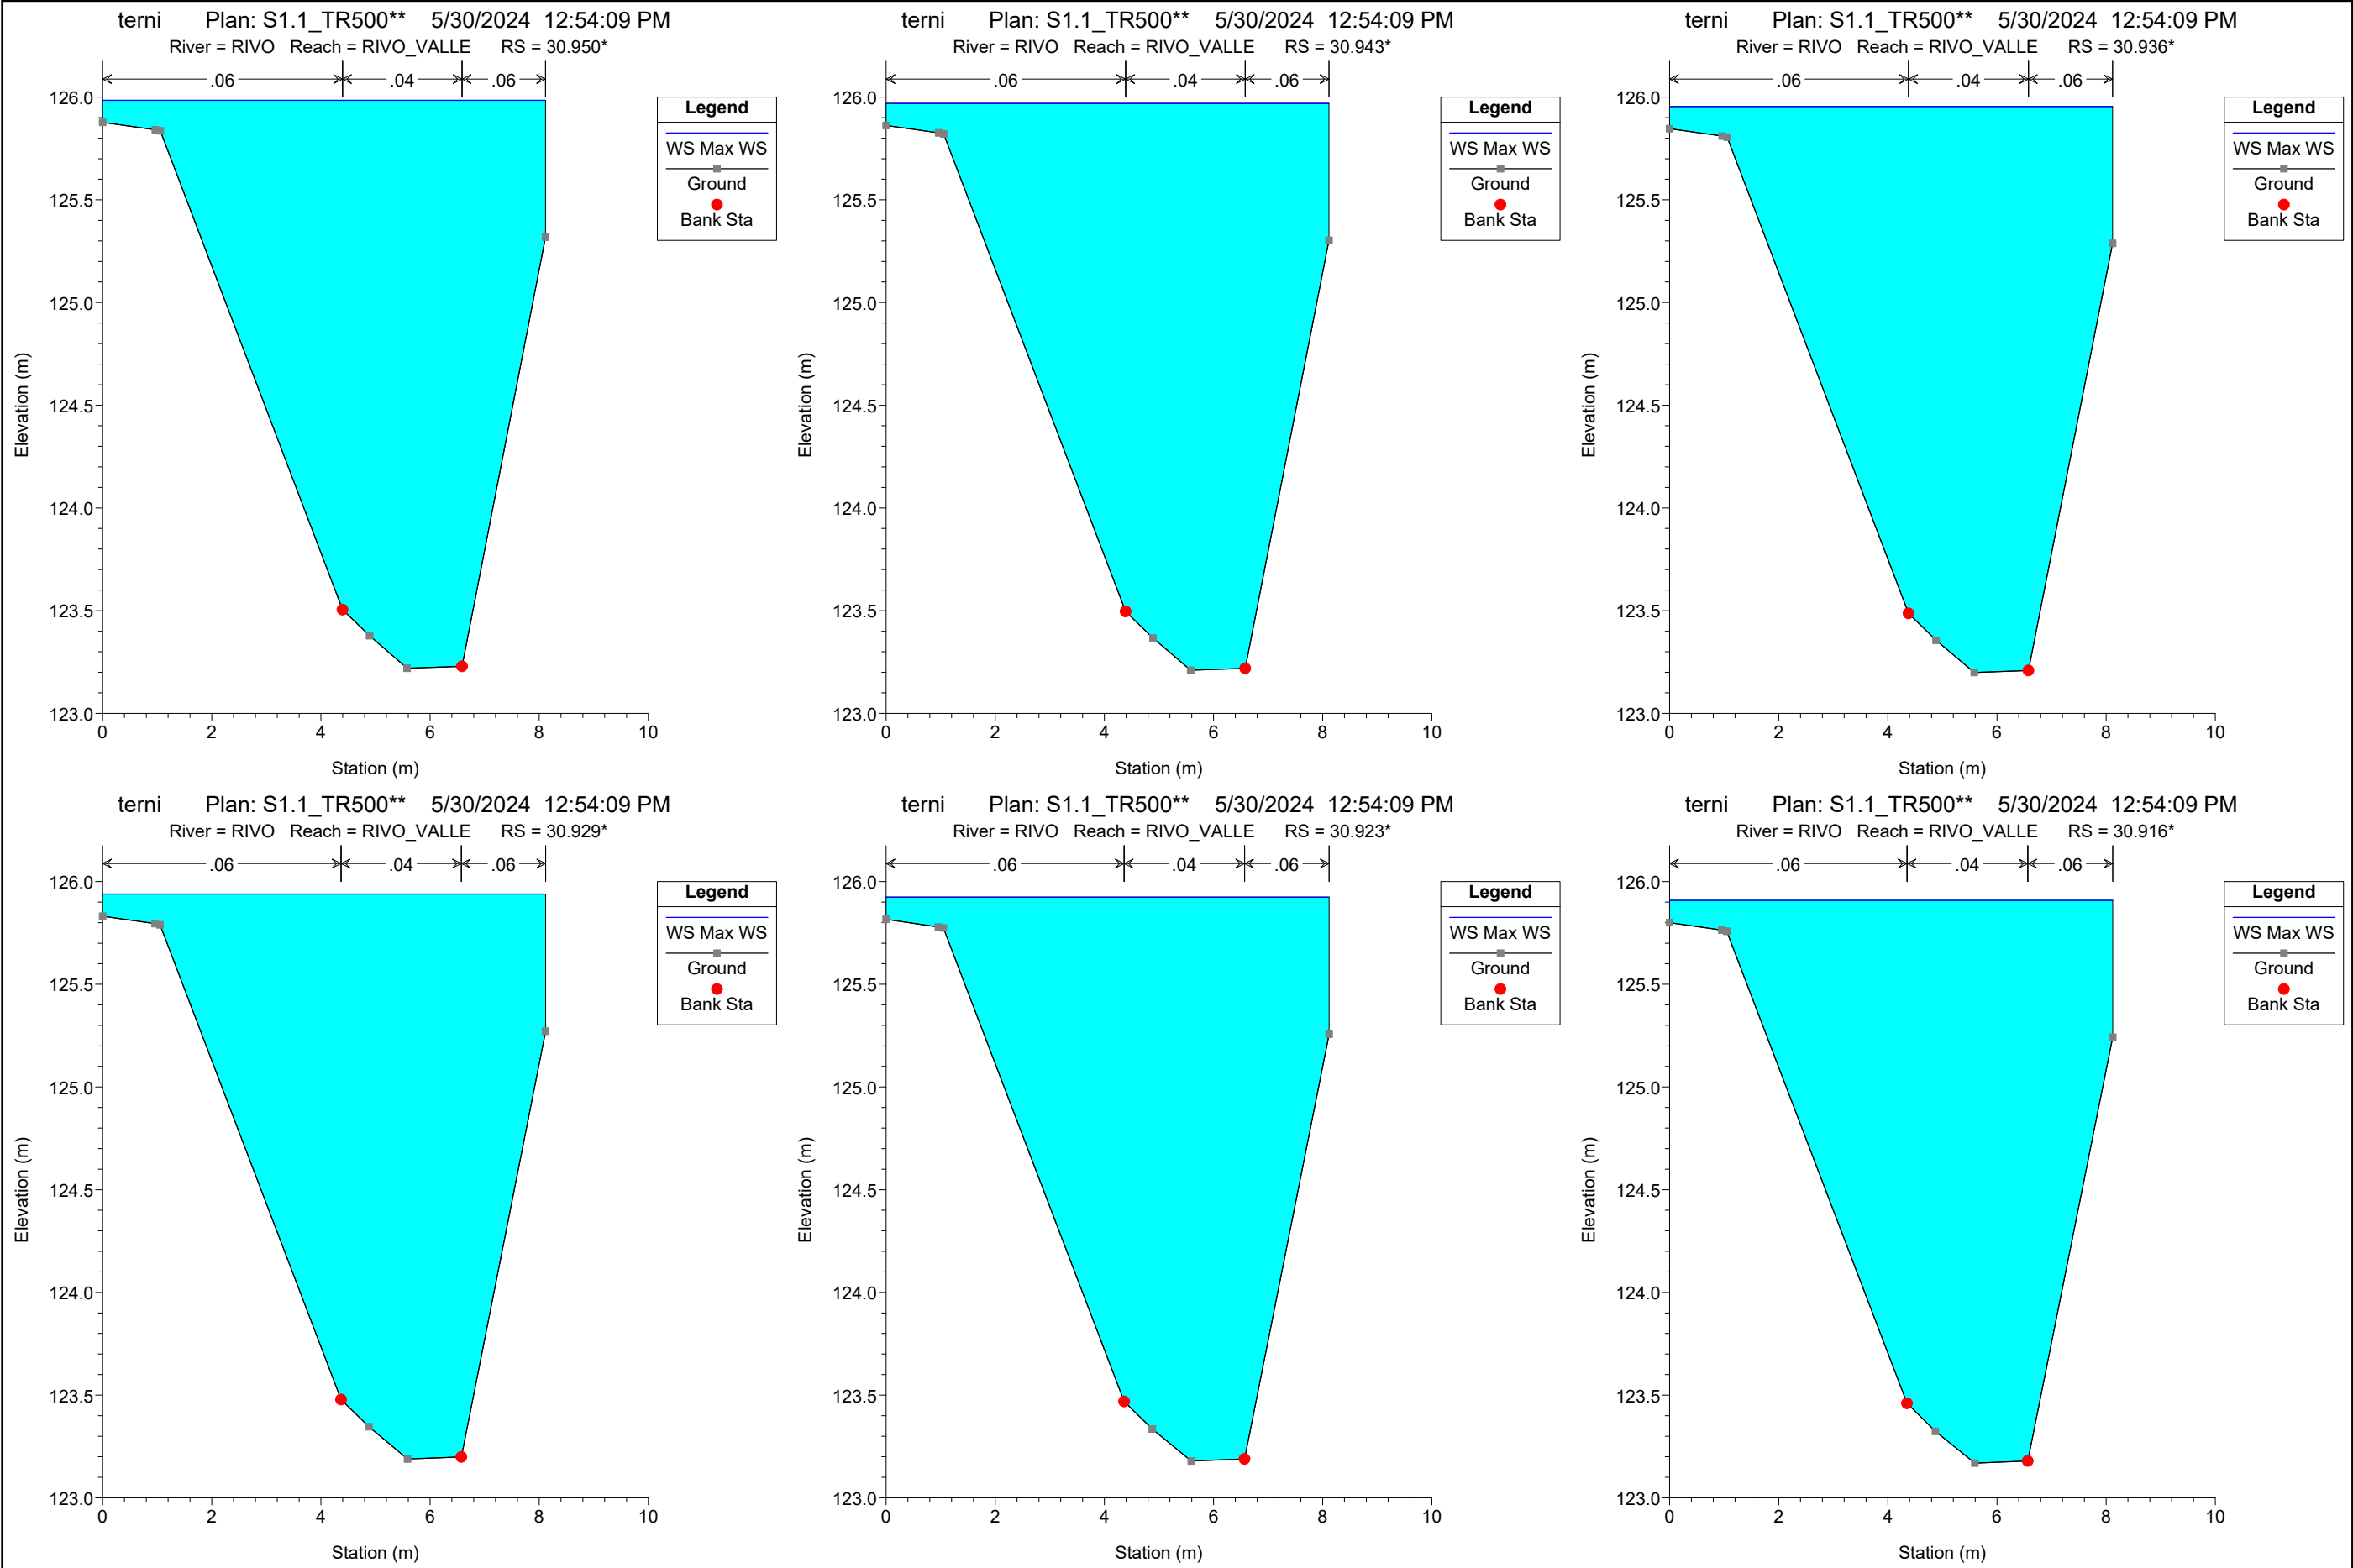 terni Plan: S1.1_TR500** 5/30/2024 12:54:09 PM
River = RIVO Reach = RIVO_VALLE RS = 30.950*
.06 .04 .06
126.0
125.5
125.0
124.5
124.0
123.5
123.0
Elevation (m)
0 2 4 6 8 10
Station (m)
Legend
WS Max WS
Ground
Bank Sta
terni Plan: S1.1_TR500** 5/30/2024 12:54:09 PM
River = RIVO Reach = RIVO_VALLE RS = 30.943*
.06 .04 .06
126.0
125.5
125.0
124.5
124.0
123.5
123.0
Elevation (m)
0 2 4 6 8 10
Station (m)
Legend
WS Max WS
Ground
Bank Sta
terni Plan: S1.1_TR500** 5/30/2024 12:54:09 PM
River = RIVO Reach = RIVO_VALLE RS = 30.936*
.06 .04 .06
126.0
125.5
125.0
124.5
124.0
123.5
123.0
Elevation (m)
0 2 4 6 8 10
Station (m)
Legend
WS Max WS
Ground
Bank Sta
terni Plan: S1.1_TR500** 5/30/2024 12:54:09 PM
River = RIVO Reach = RIVO_VALLE RS = 30.929*
.06 .04 .06
126.0
125.5
125.0
124.5
124.0
123.5
123.0
Elevation (m)
0 2 4 6 8 10
Station (m)
Legend
WS Max WS
Ground
Bank Sta
terni Plan: S1.1_TR500** 5/30/2024 12:54:09 PM
River = RIVO Reach = RIVO_VALLE RS = 30.923*
.06 .04 .06
126.0
125.5
125.0
124.5
124.0
123.5
123.0
Elevation (m)
0 2 4 6 8 10
Station (m)
Legend
WS Max WS
Ground
Bank Sta
terni Plan: S1.1_TR500** 5/30/2024 12:54:09 PM
River = RIVO Reach = RIVO_VALLE RS = 30.916*
.06 .04 .06
126.0
125.5
125.0
124.5
124.0
123.5
123.0
Elevation (m)
0 2 4 6 8 10
Station (m)
Legend
WS Max WS
Ground
Bank Sta